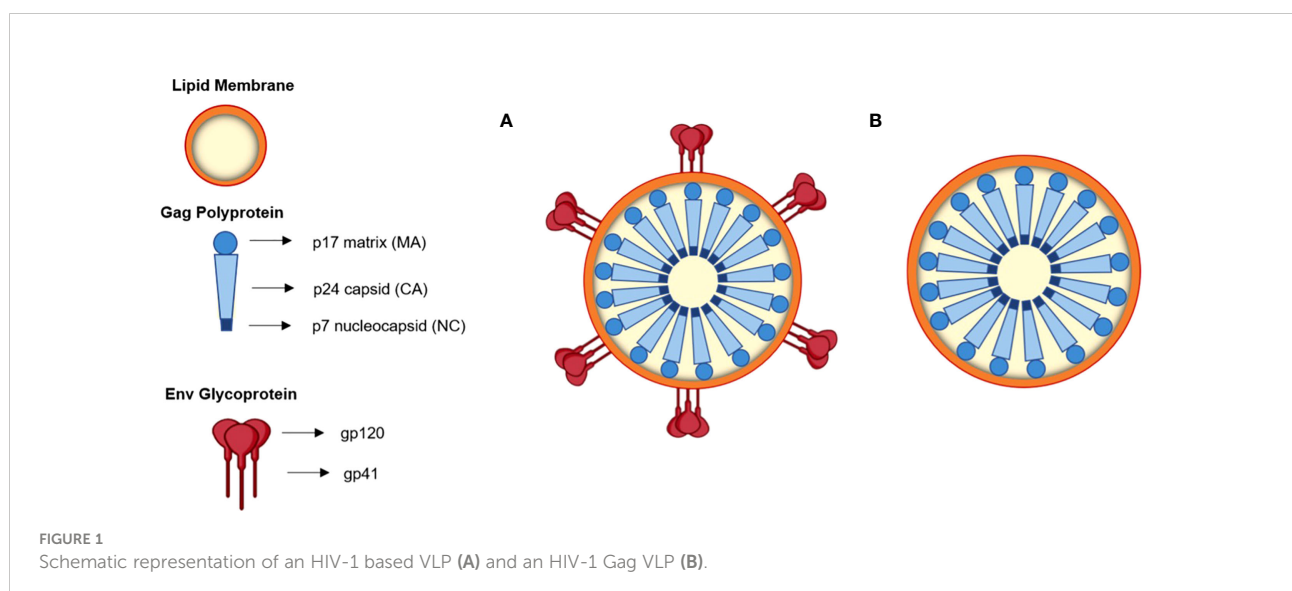 Lipid Membrane
Gag Polyprotein
p17 matrix (MA)
p24 capsid (CA)
p7 nucleocapsid (NC)
Env Glycoprotein
gp120
gp41
A
B
FIGURE 1
Schematic representation of an HIV-1 based VLP (A) and an HIV-1 Gag VLP (B).